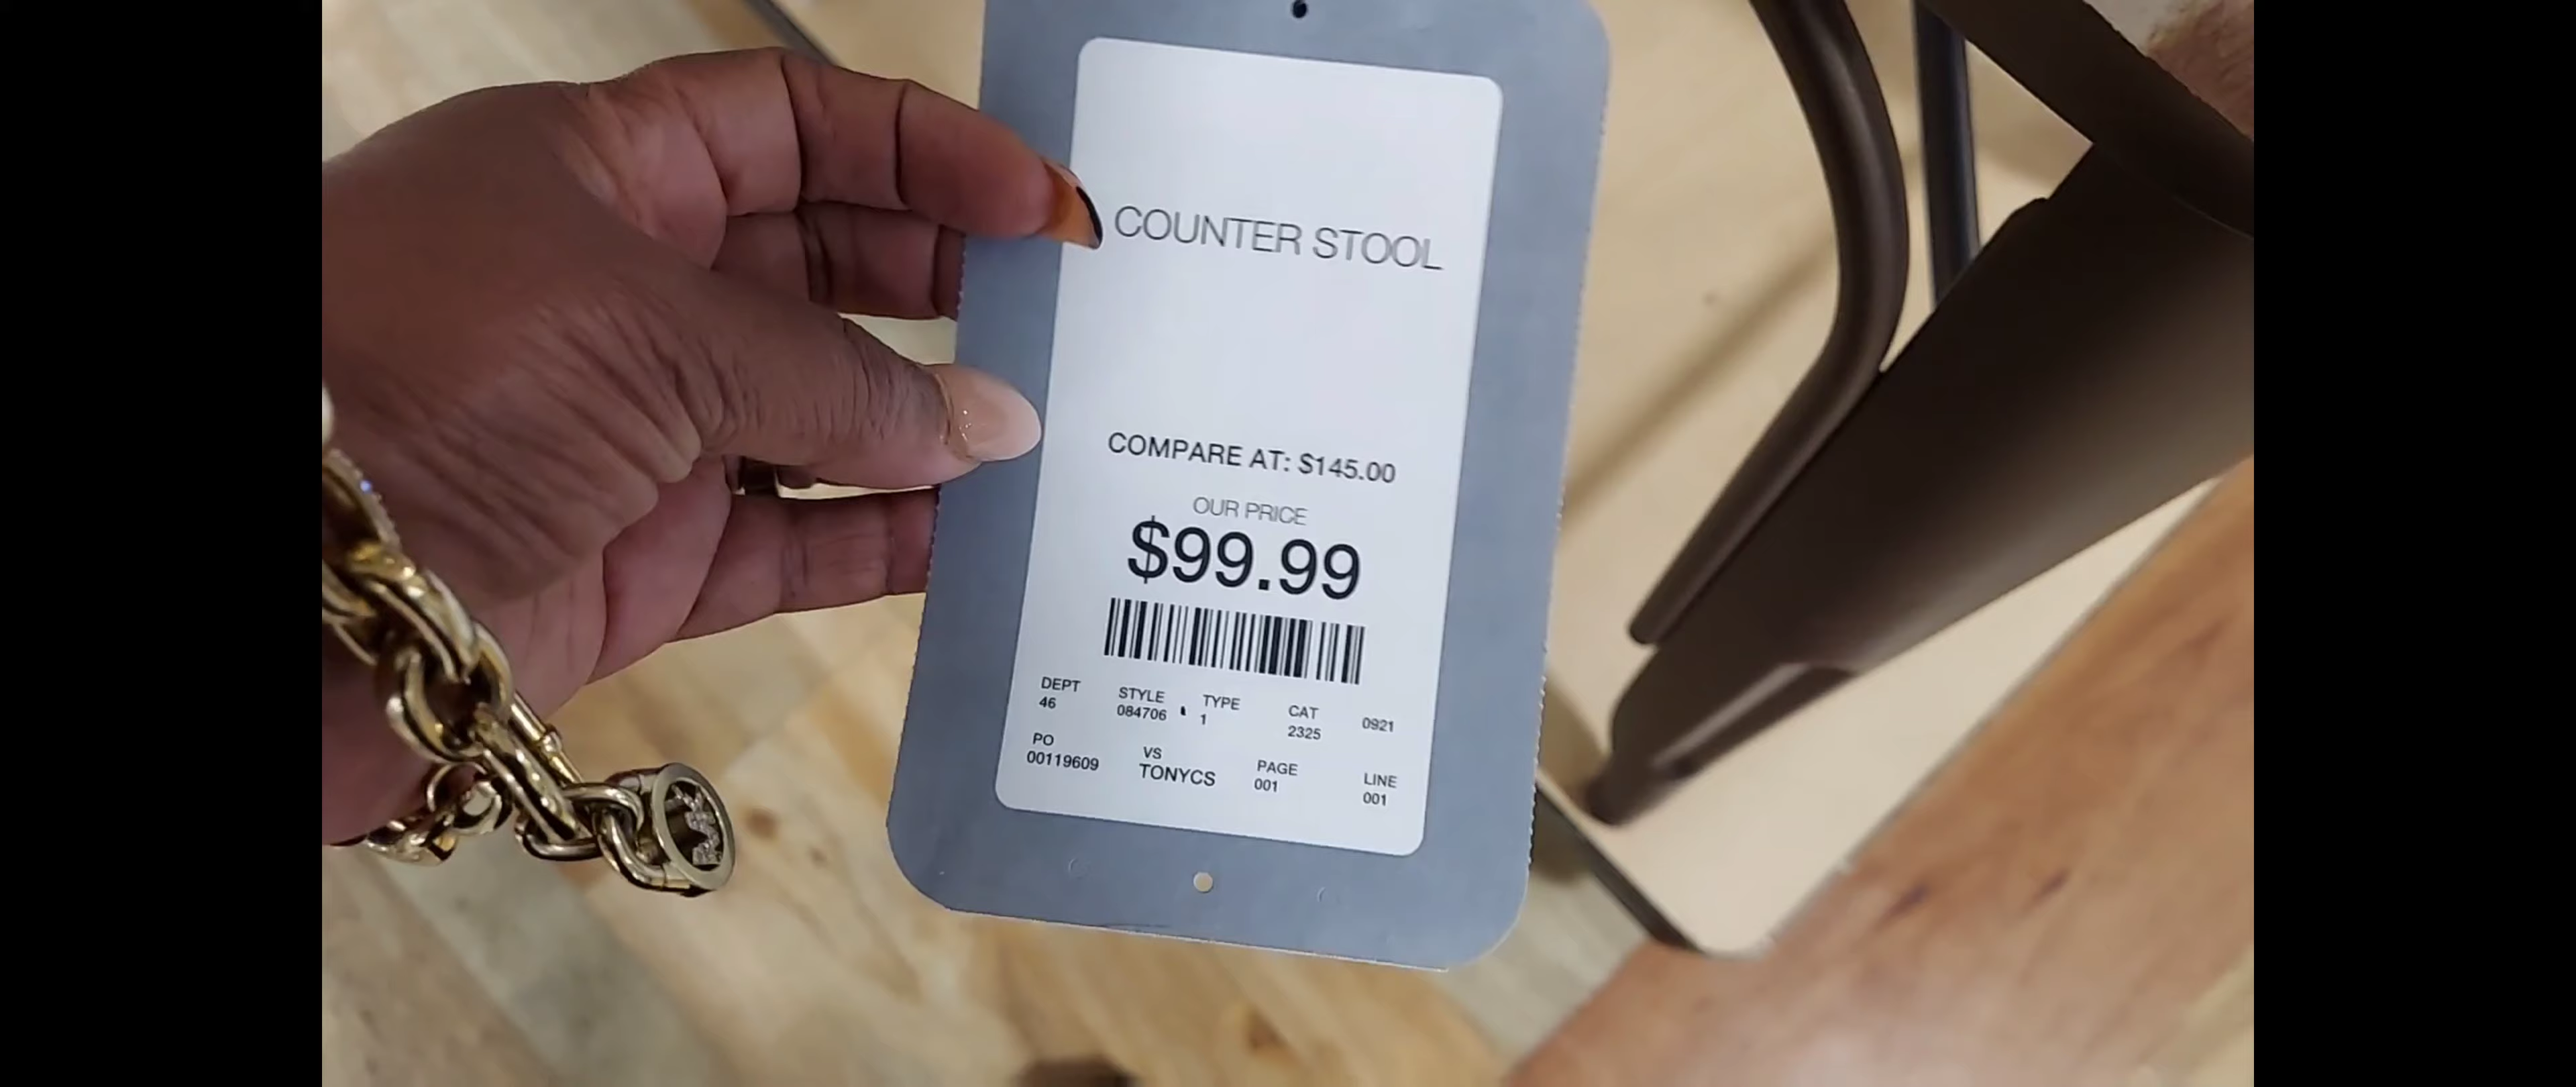 COUNTER STOOL
COMPARE AT: $145.00
OUR PRICE
$99.99
DEPT STYLE TYPE CAT 0921
46 084706 1 2325
PO VS PAGE LINE
00119609 TONYCS 001 001